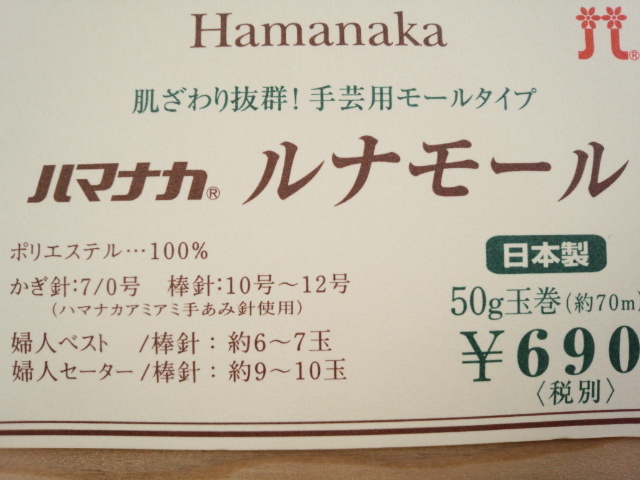 Hamanaka
肌ざわり抜群!手芸用モールタイプ
ハマナカ® ルナモール
ポリエステル…100%
日本製
かぎ針:7/0号 棒針:10号〜12号
(ハマナカアミアミ手あみ針使用)
50g玉巻(約70m)
婦人ベスト /棒針:約6〜7玉
¥690
婦人セーター/棒針:約9〜10玉
〈税別〉